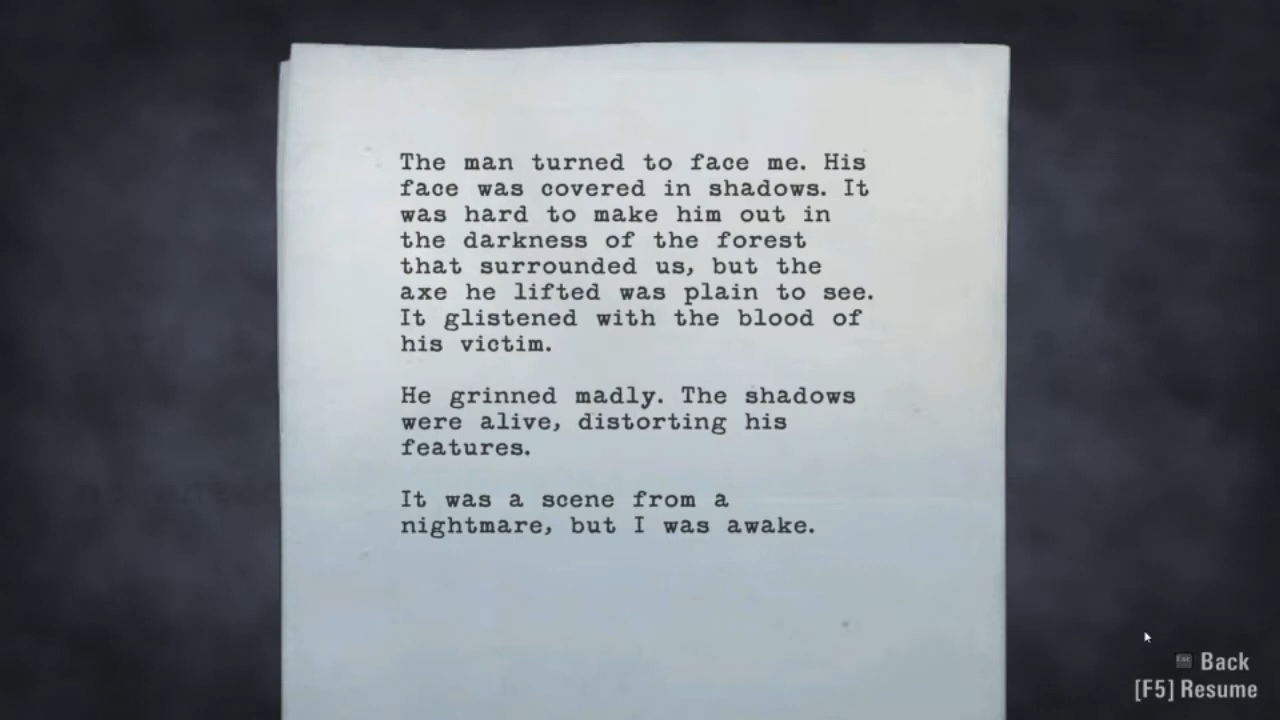 The man turned to face me. His
face was covered in shadows. It
was hard to make him out in
the darkness of the forest
that surrounded us, but the
axe he lifted was plain to see.
It glistened with the blood of
his victim.
He grinned madly. The shadows
were alive, distorting his
features.
It was a scene from a
nightmare, but I was awake.
Esc Back
[F5] Resume